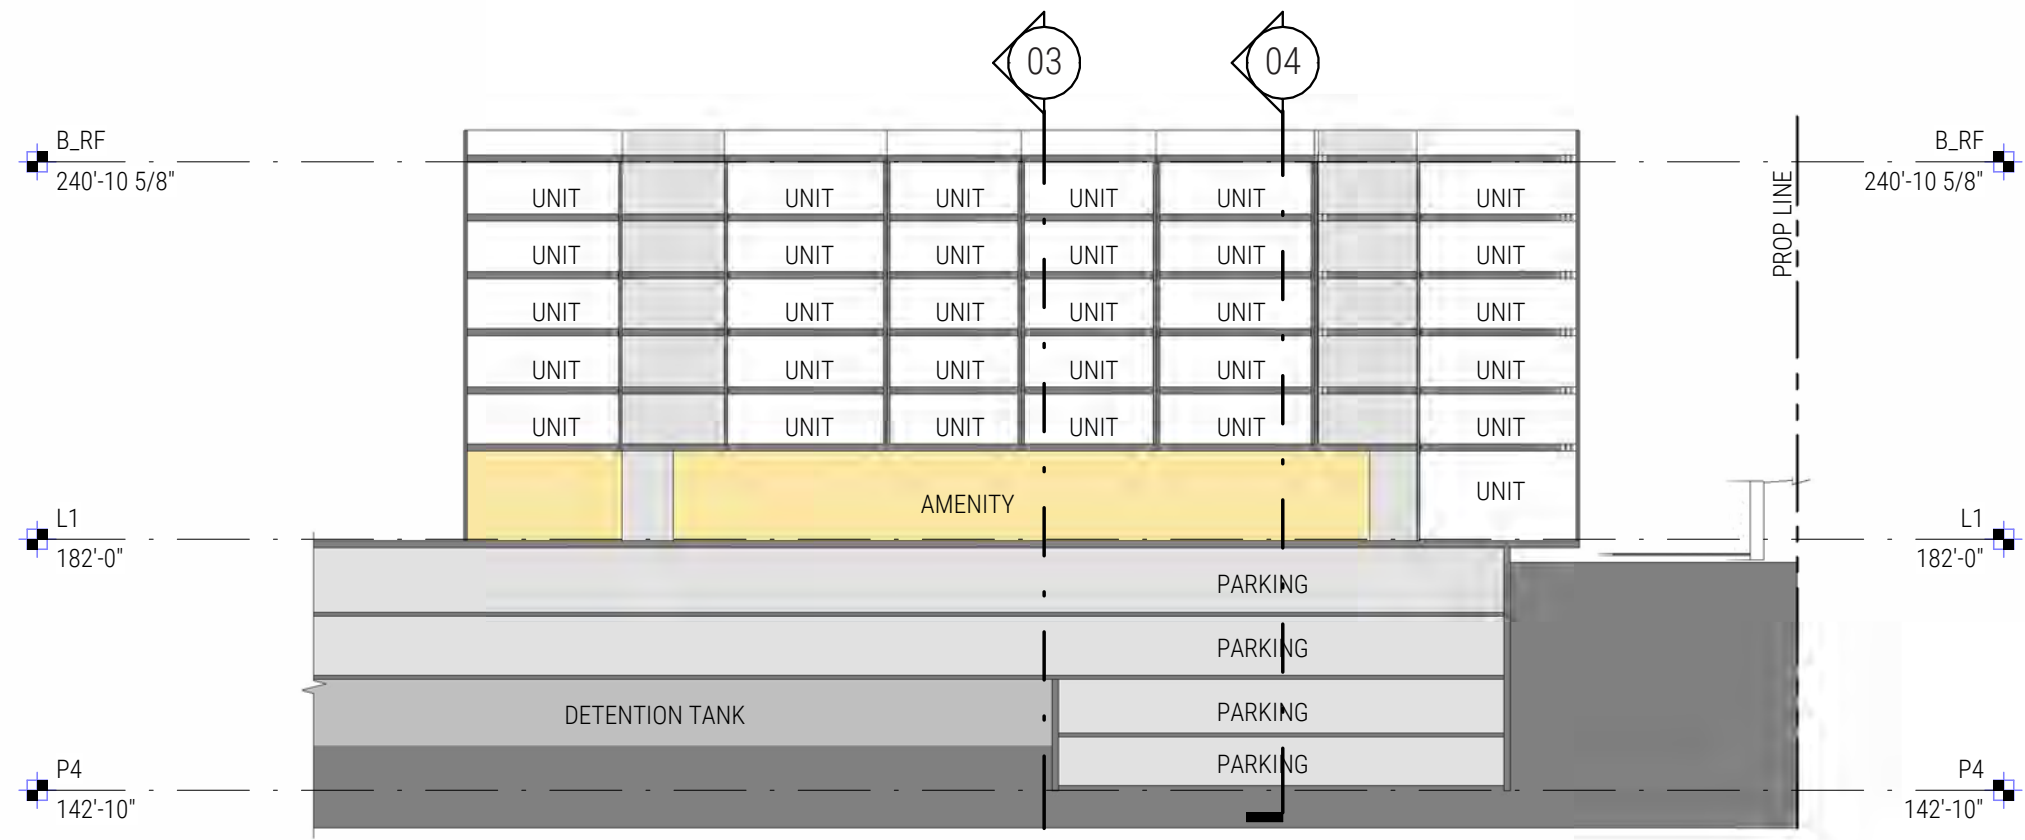 03 04
B_RF B_RF
240'-10 5/8" 240'-10 5/8"
PROP LINE
UNIT UNIT UNIT UNIT UNIT UNIT
UNIT UNIT UNIT UNIT UNIT UNIT
UNIT UNIT UNIT UNIT UNIT UNIT
UNIT UNIT UNIT UNIT UNIT UNIT
UNIT UNIT UNIT UNIT UNIT UNIT
AMENITY UNIT
L1 L1
182'-0" 182'-0"
PARKING
PARKING
DETENTION TANK PARKING
PARKING
P4 P4
142'-10" 142'-10"